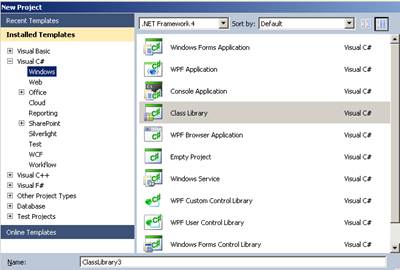 New Project
Recent Templates
Installed Templates
Visual Basic
Visual C#
Windows
Web
Office
Cloud
Reporting
SharePoint
Silverlight
Test
WCF
Workflow
Visual C++
Visual F#
Other Project Types
Database
Test Projects
Online Templates
.NET Framework 4
Sort by:
Default
Windows Forms Application Visual C#
WPF Application Visual C#
Console Application Visual C#
Class Library Visual C#
WPF Browser Application Visual C#
Empty Project Visual C#
Windows Service Visual C#
WPF Custom Control Library Visual C#
WPF User Control Library Visual C#
Windows Forms Control Library Visual C#
Name: ClassLibrary3